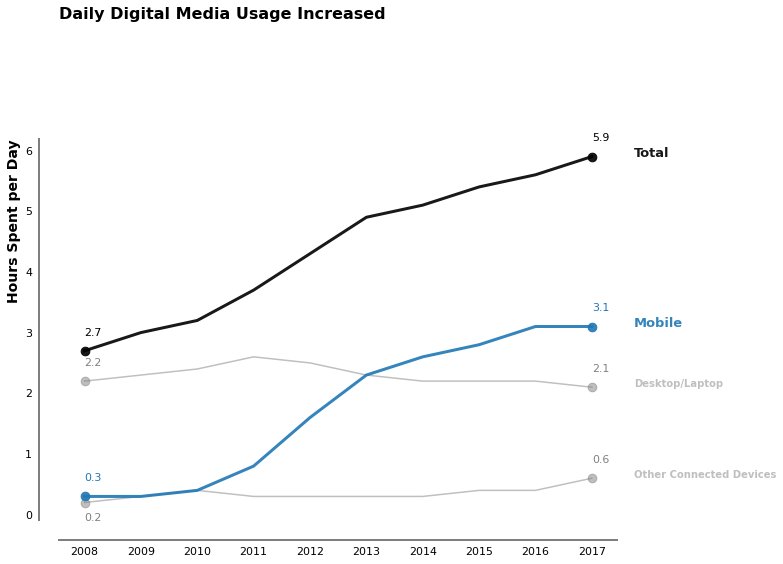 Daily Digital Media Usage Increased
Hours Spent per Day
6
5
4
3
2
1
0
5.9
Total
2.7
2.2
3.1
Mobile
2.1
Desktop/Laptop
0.3
0.2
0.6
Other Connected Devices
2008 2009 2010 2011 2012 2013 2014 2015 2016 2017